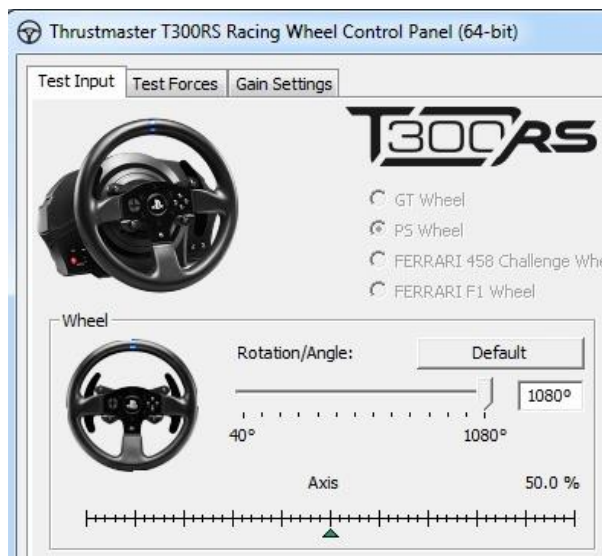 Thrustmaster T300RS Racing Wheel Control Panel (64-bit)
Test Input Test Forces Gain Settings
T300RS
GT Wheel
PS Wheel
FERRARI 458 Challenge Whe
FERRARI F1 Wheel
Wheel
Rotation/Angle: Default
1080°
40° 1080°
Axis 50.0 %